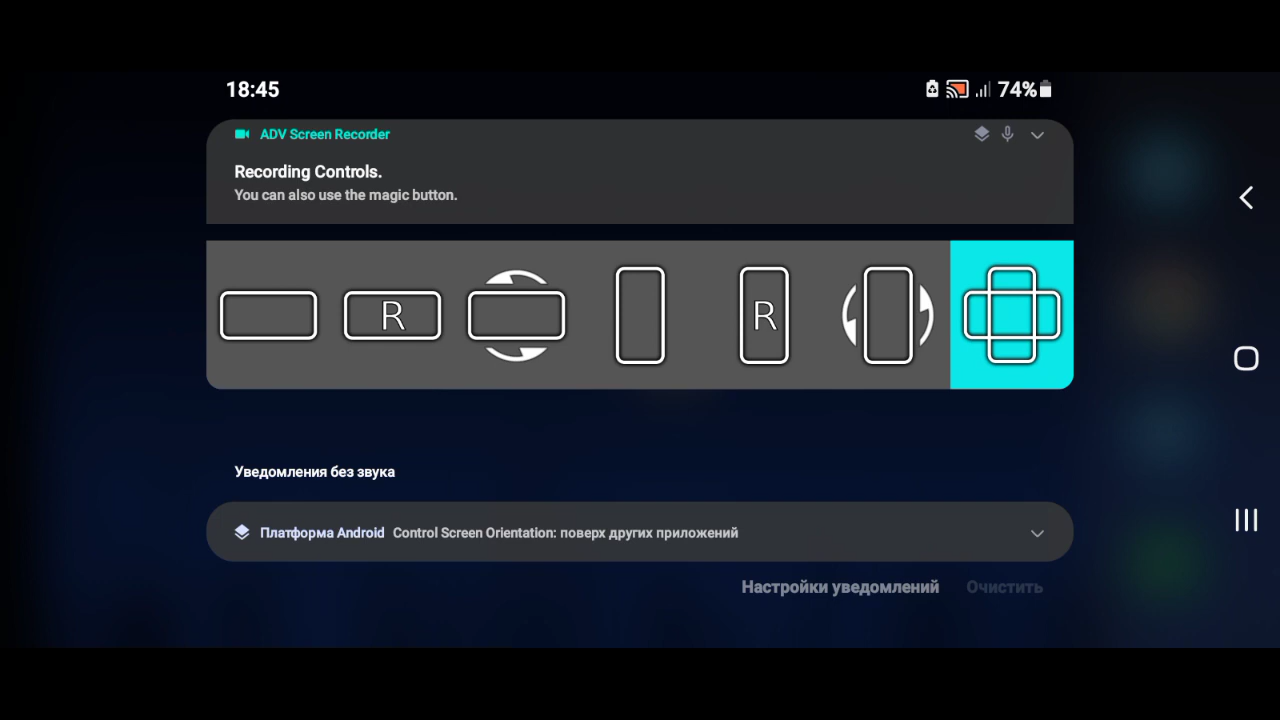 18:45
74%
ADV Screen Recorder
Recording Controls.
You can also use the magic button.
R
R
Уведомления без звука
Платформа Android Control Screen Orientation: поверх других приложений
Настройки уведомлений Очистить